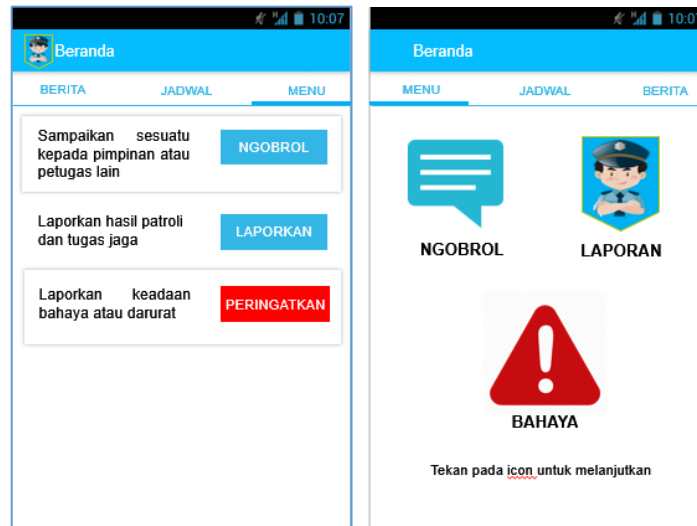 10:07
Beranda
BERITA JADWAL MENU
Sampaikan sesuatu
kepada pimpinan atau
petugas lain
NGOBROL
Laporkan hasil patroli
dan tugas jaga
LAPORKAN
Laporkan keadaan
bahaya atau darurat
PERINGATKAN
10:0
Beranda
MENU JADWAL BERITA
NGOBROL
LAPORAN
BAHAYA
Tekan pada icon untuk melanjutkan